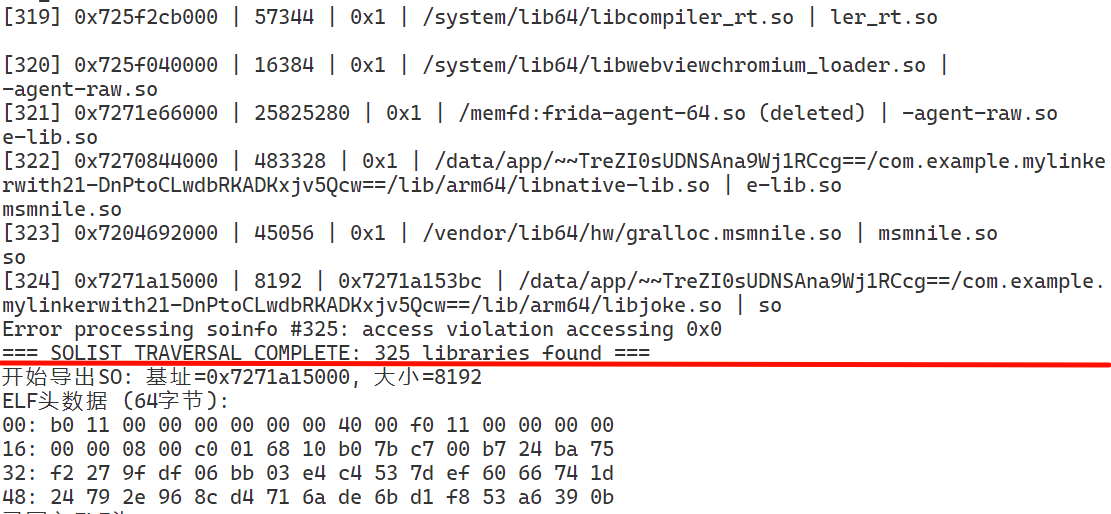 [319] 0x725f2cb000 | 57344 | 0x1 | /system/lib64/libcompiler_rt.so | ler_rt.so
[320] 0x725f040000 | 16384 | 0x1 | /system/lib64/libwebviewchromium_loader.so |
-agent-raw.so
[321] 0x7271e66000 | 25825280 | 0x1 | /memfd:frida-agent-64.so (deleted) | -agent-raw.so
e-lib.so
[322] 0x7270844000 | 483328 | 0x1 | /data/app/~~TreZI0sUDNSAna9Wj1RCcg==/com.example.mylinke
rwith21-DnPtoCLwdbRKADKxjv5Qcw==/lib/arm64/libnative-lib.so | e-lib.so
msmnile.so
[323] 0x7204692000 | 45056 | 0x1 | /vendor/lib64/hw/gralloc.msmnile.so | msmnile.so
so
[324] 0x7271a15000 | 8192 | 0x7271a153bc | /data/app/~~TreZI0sUDNSAna9Wj1RCcg==/com.example.
mylinkerwith21-DnPtoCLwdbRKADKxjv5Qcw==/lib/arm64/libjoke.so | so
Error processing soinfo #325: access violation accessing 0x0
=== SOLIST TRAVERSAL COMPLETE: 325 libraries found ===
开始导出SO: 基址=0x7271a15000, 大小=8192
ELF头数据 (64字节):
00: b0 11 00 00 00 00 00 00 40 00 f0 11 00 00 00 00
16: 00 00 08 00 c0 01 68 10 b0 7b c7 00 b7 24 ba 75
32: f2 27 9f df 06 bb 03 e4 c4 53 7d ef 60 66 74 1d
48: 24 79 2e 96 8c d4 71 6a de 6b d1 f8 53 a6 39 0b